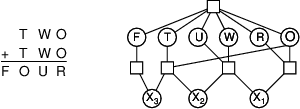 T W O
+ T W O
F O U R
F T U W R O
X3 X2 X1